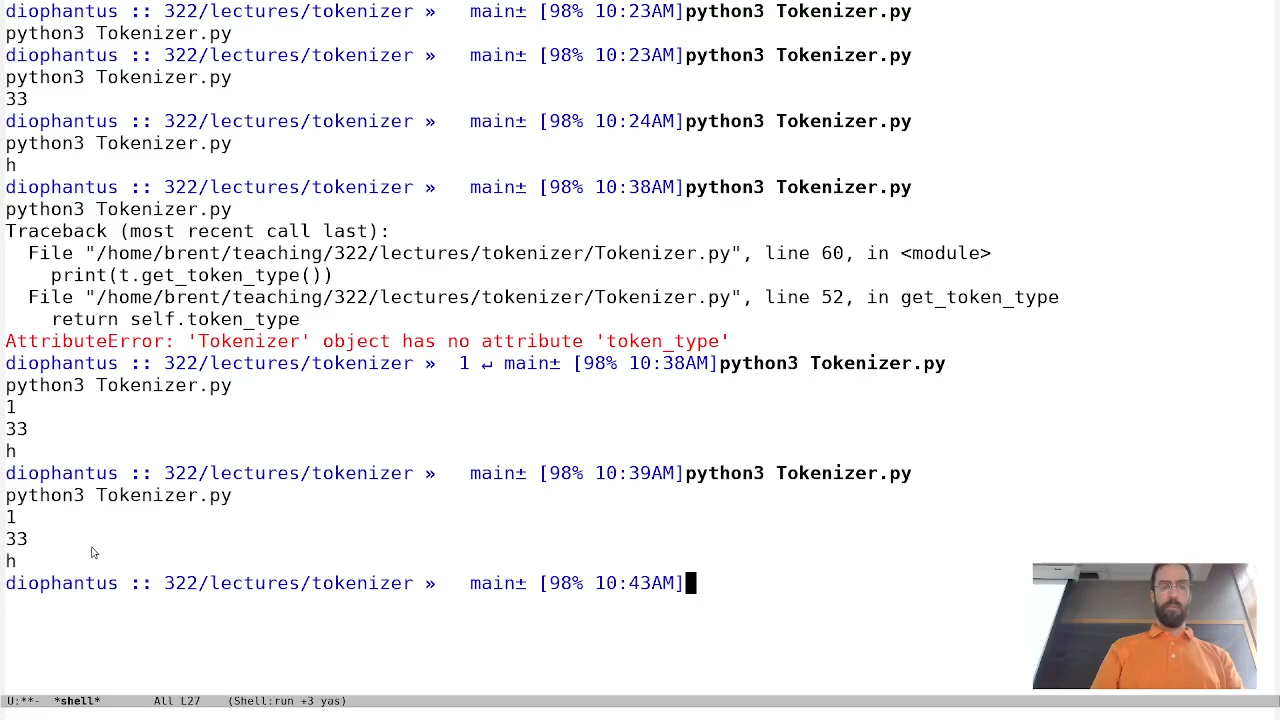 diophantus :: 322/lectures/tokenizer »   main± [98% 10:23AM]python3 Tokenizer.py
python3 Tokenizer.py
diophantus :: 322/lectures/tokenizer »   main± [98% 10:23AM]python3 Tokenizer.py
python3 Tokenizer.py
33
diophantus :: 322/lectures/tokenizer »   main± [98% 10:24AM]python3 Tokenizer.py
python3 Tokenizer.py
h
diophantus :: 322/lectures/tokenizer »   main± [98% 10:38AM]python3 Tokenizer.py
python3 Tokenizer.py
Traceback (most recent call last):
  File "/home/brent/teaching/322/lectures/tokenizer/Tokenizer.py", line 60, in <module>
    print(t.get_token_type())
  File "/home/brent/teaching/322/lectures/tokenizer/Tokenizer.py", line 52, in get_token_type
    return self.token_type
AttributeError: 'Tokenizer' object has no attribute 'token_type'
diophantus :: 322/lectures/tokenizer »  1 ↵ main± [98% 10:38AM]python3 Tokenizer.py
python3 Tokenizer.py
1
33
h
diophantus :: 322/lectures/tokenizer »   main± [98% 10:39AM]python3 Tokenizer.py
python3 Tokenizer.py
1
33
h
diophantus :: 322/lectures/tokenizer »   main± [98% 10:43AM]
U:**-  *shell*        All L27    (Shell:run +3 yas)